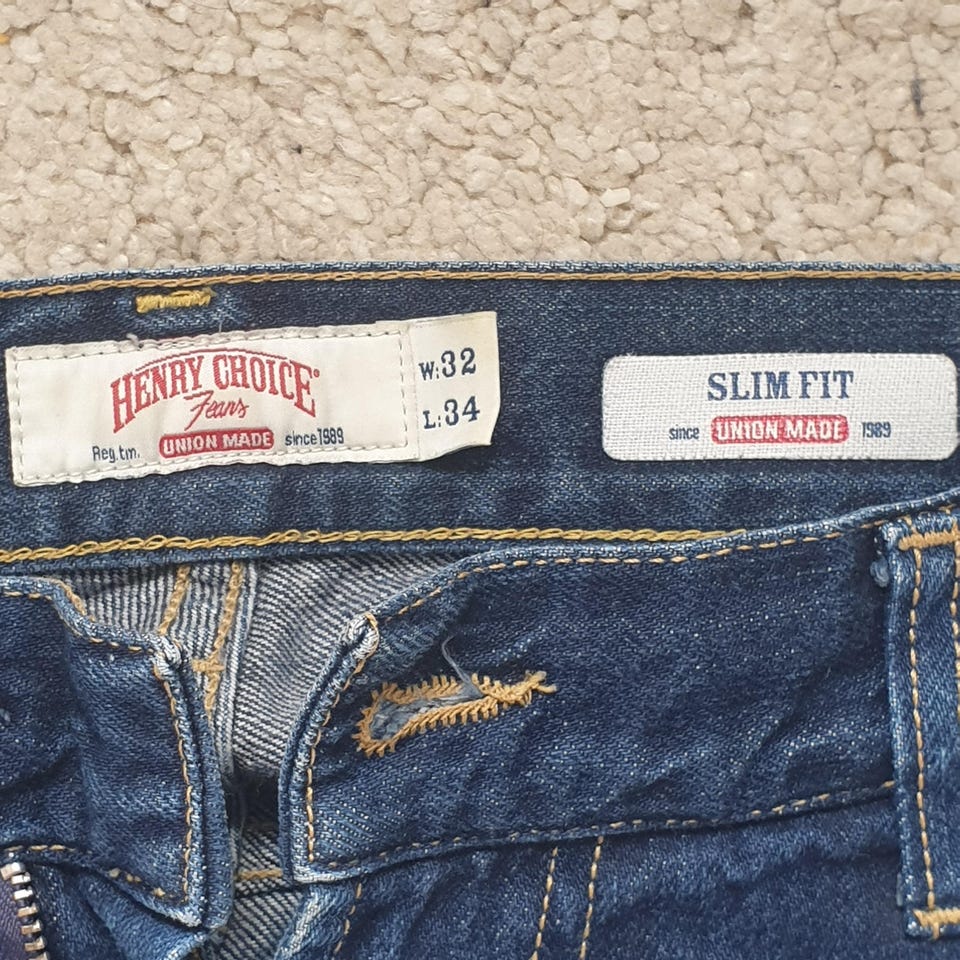 HENRY CHOICE®
Jeans
Reg.tm. UNION MADE since 1989
W:32
L:34
SLIM FIT
since UNION MADE 1989